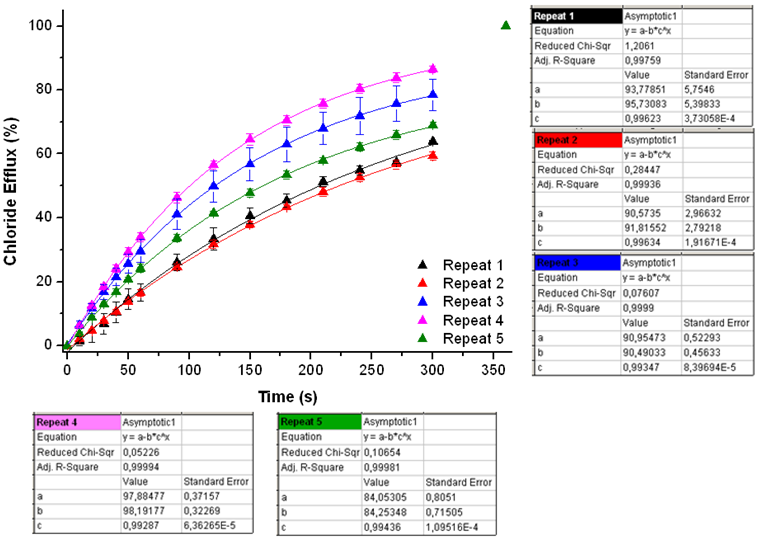 100
80
60
40
20
0
Chloride Efflux (%)
0 50 100 150 200 250 300 350
Time (s)
Repeat 1
Repeat 2
Repeat 3
Repeat 4
Repeat 5
Repeat 1 Asymptotic1
Equation y = a-b*c^x
Reduced Chi-Sqr 1,2061
Adj. R-Square 0,99759
Value Standard Error
a 93,77851 5,7546
b 95,73083 5,39833
c 0,99623 3,73058E-4
Repeat 2 Asymptotic1
Equation y = a-b*c^x
Reduced Chi-Sqr 0,28447
Adj. R-Square 0,99936
Value Standard Error
a 90,5735 2,96632
b 91,81552 2,79218
c 0,99634 1,91671E-4
Repeat 3 Asymptotic1
Equation y = a-b*c^x
Reduced Chi-Sqr 0,07607
Adj. R-Square 0,9999
Value Standard Error
a 90,95473 0,52293
b 90,49033 0,45633
c 0,99347 8,39694E-5
Repeat 4 Asymptotic1
Equation y = a-b*c^x
Reduced Chi-Sqr 0,05226
Adj. R-Square 0,99994
Value Standard Error
a 97,88477 0,37157
b 98,19177 0,32269
c 0,99287 6,36265E-5
Repeat 5 Asymptotic1
Equation y = a-b*c^x
Reduced Chi-Sqr 0,10654
Adj. R-Square 0,99981
Value Standard Error
a 84,05305 0,8051
b 84,25348 0,71505
c 0,99436 1,09516E-4